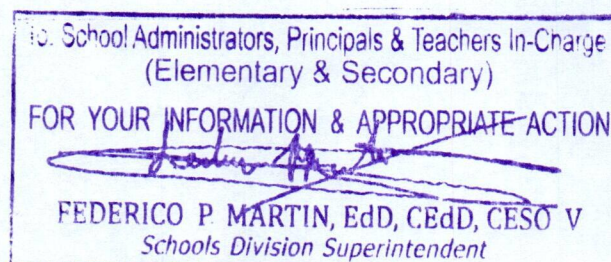 To: School Administrators, Principals & Teachers In-Charge
(Elementary & Secondary)
FOR YOUR INFORMATION & APPROPRIATE ACTION
FEDERICO P. MARTIN, EdD, CEdD, CESO V
Schools Division Superintendent